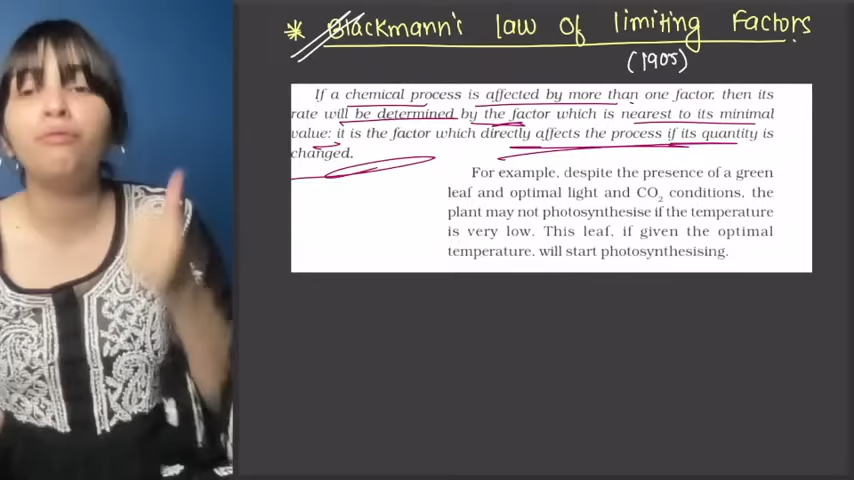 * Blackmann's law of limiting Factors
(1905)
If a chemical process is affected by more than one factor, then its
rate will be determined by the factor which is nearest to its minimal
value: it is the factor which directly affects the process if its quantity is
changed.
For example, despite the presence of a green
leaf and optimal light and CO₂ conditions, the
plant may not photosynthesise if the temperature
is very low. This leaf, if given the optimal
temperature, will start photosynthesising.